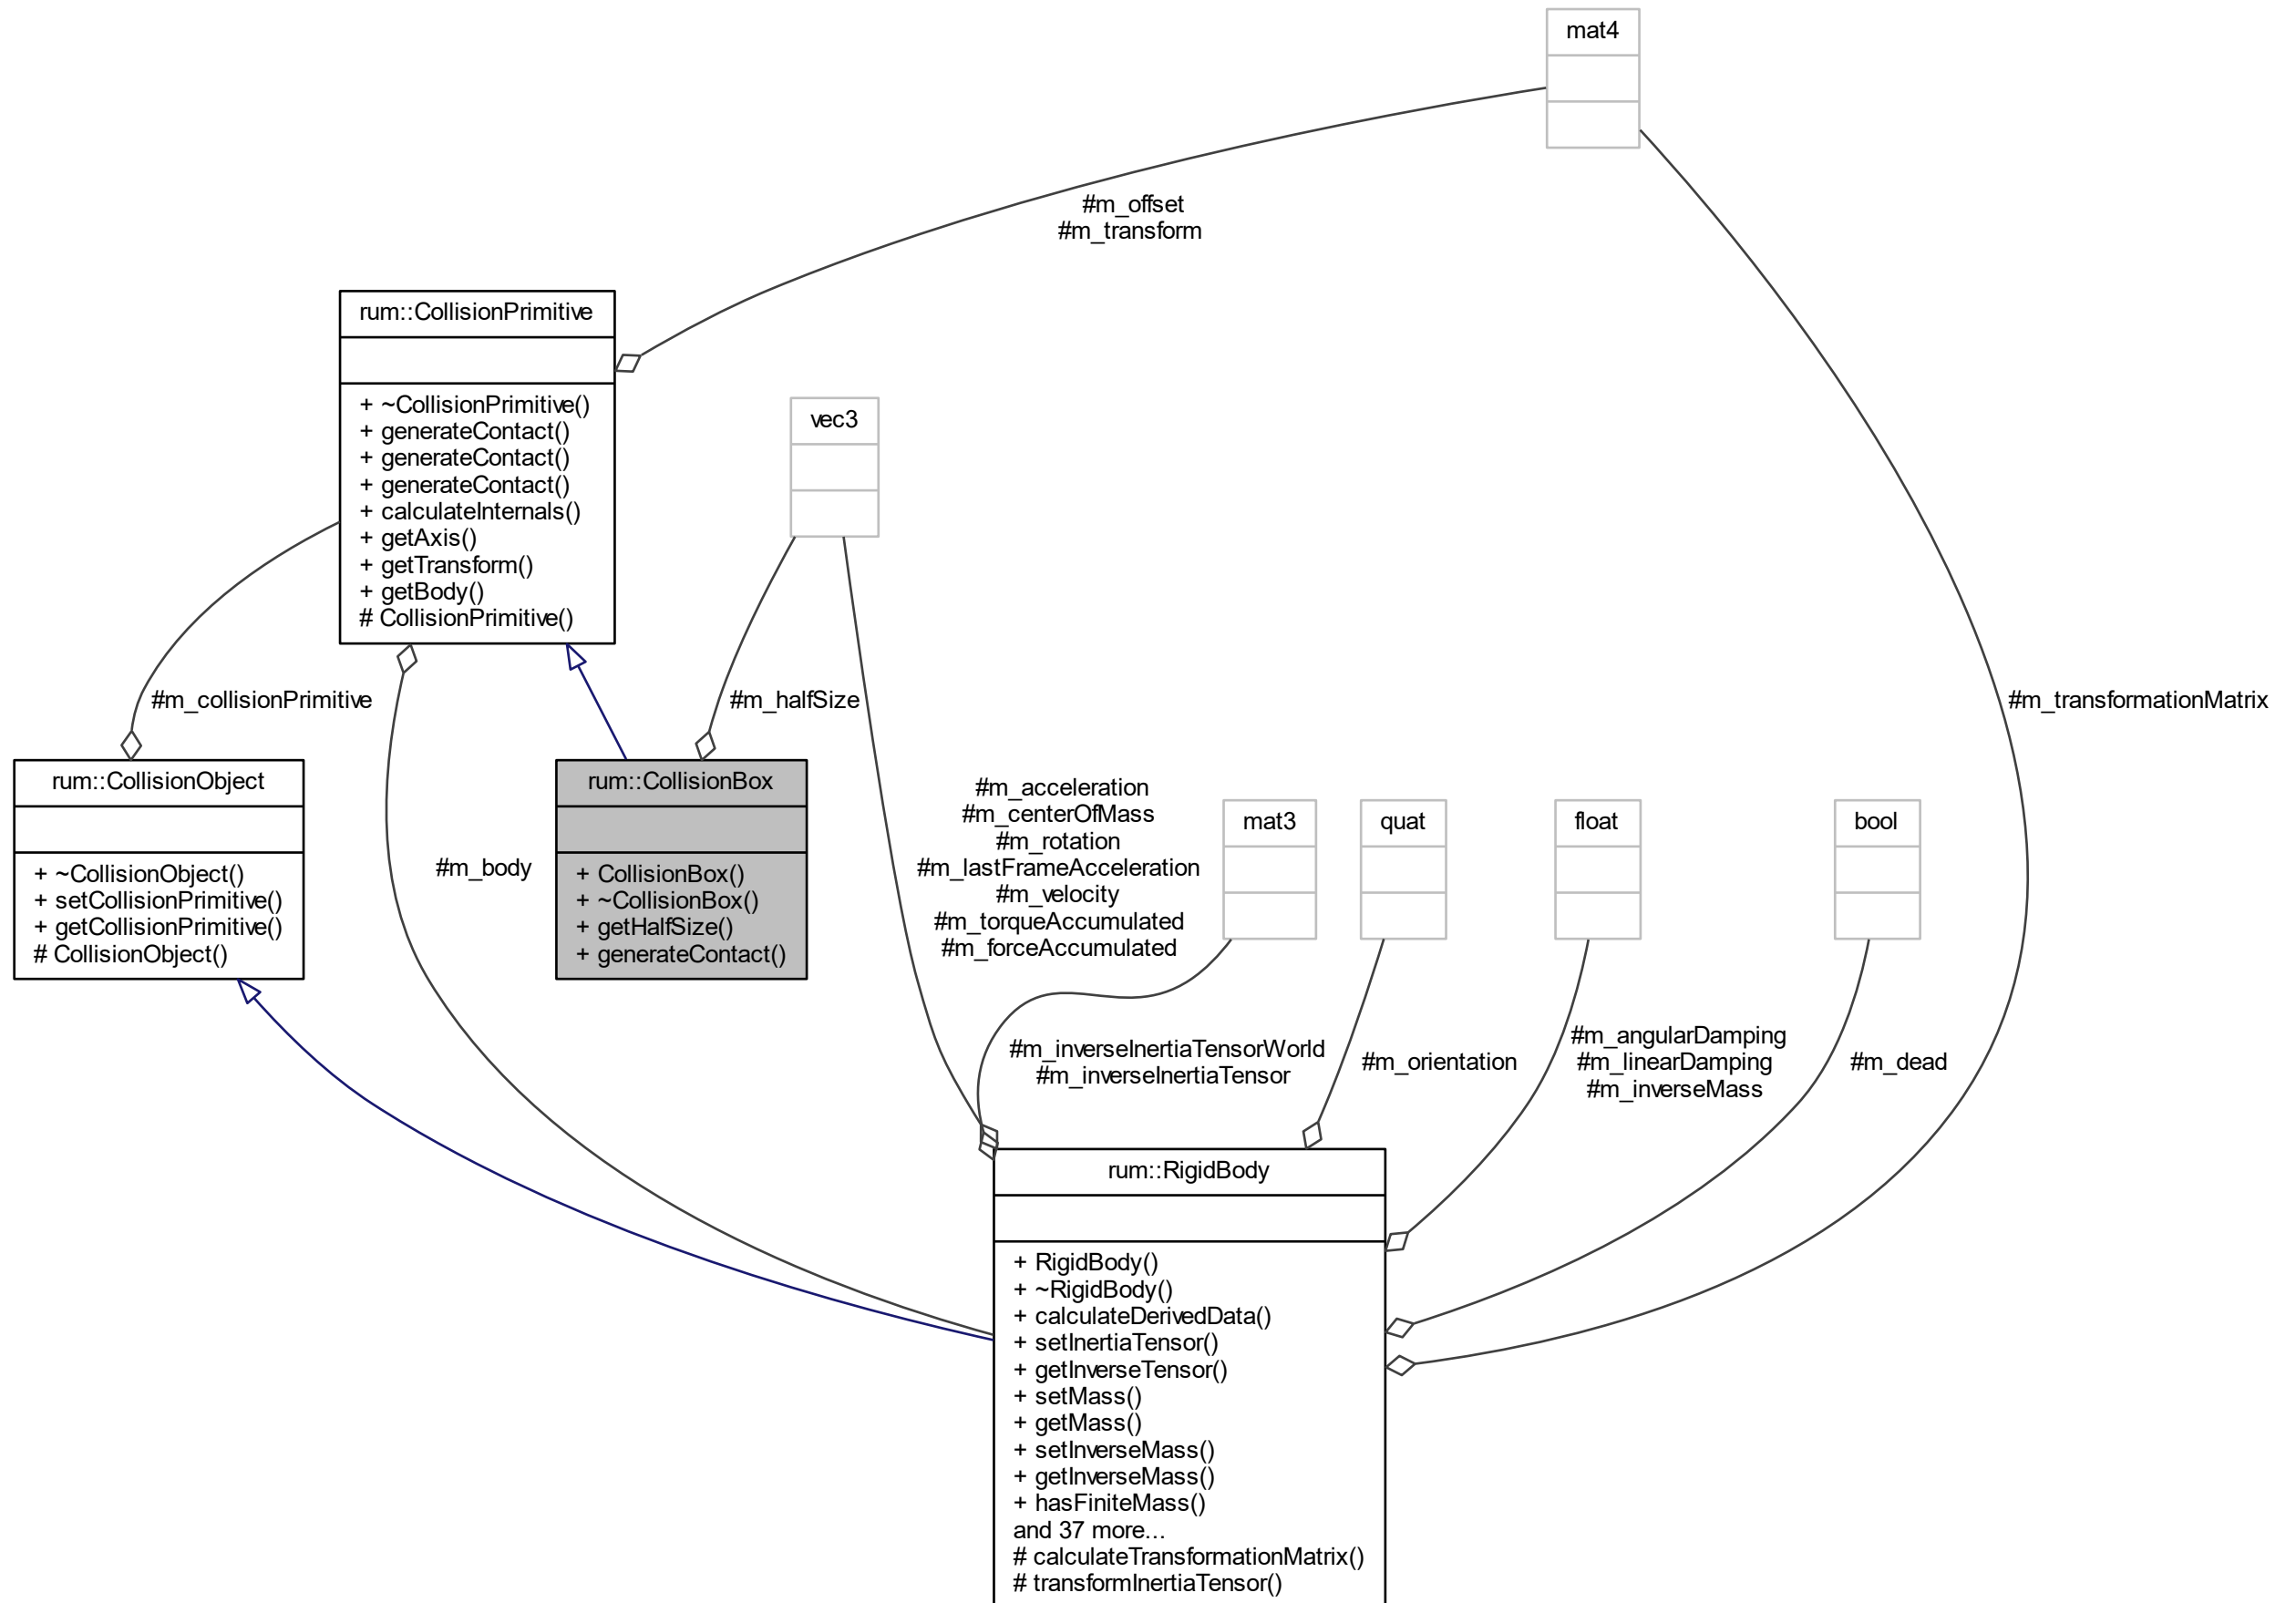 mat4
#m_offset
#m_transform
rum::CollisionPrimitive
+ ~CollisionPrimitive()
+ generateContact()
+ generateContact()
+ generateContact()
+ calculateInternals()
+ getAxis()
+ getTransform()
+ getBody()
# CollisionPrimitive()
vec3
#m_collisionPrimitive
#m_halfSize
#m_transformationMatrix
rum::CollisionObject
+ ~CollisionObject()
+ setCollisionPrimitive()
+ getCollisionPrimitive()
# CollisionObject()
#m_body
rum::CollisionBox
+ CollisionBox()
+ ~CollisionBox()
+ getHalfSize()
+ generateContact()
#m_acceleration
#m_centerOfMass
#m_rotation
#m_lastFrameAcceleration
#m_velocity
#m_torqueAccumulated
#m_forceAccumulated
mat3
quat
float
bool
#m_inverseInertiaTensorWorld
#m_inverseInertiaTensor
#m_orientation
#m_angularDamping
#m_linearDamping
#m_inverseMass
#m_dead
rum::RigidBody
+ RigidBody()
+ ~RigidBody()
+ calculateDerivedData()
+ setInertiaTensor()
+ getInverseTensor()
+ setMass()
+ getMass()
+ setInverseMass()
+ getInverseMass()
+ hasFiniteMass()
and 37 more...
# calculateTransformationMatrix()
# transformInertiaTensor()